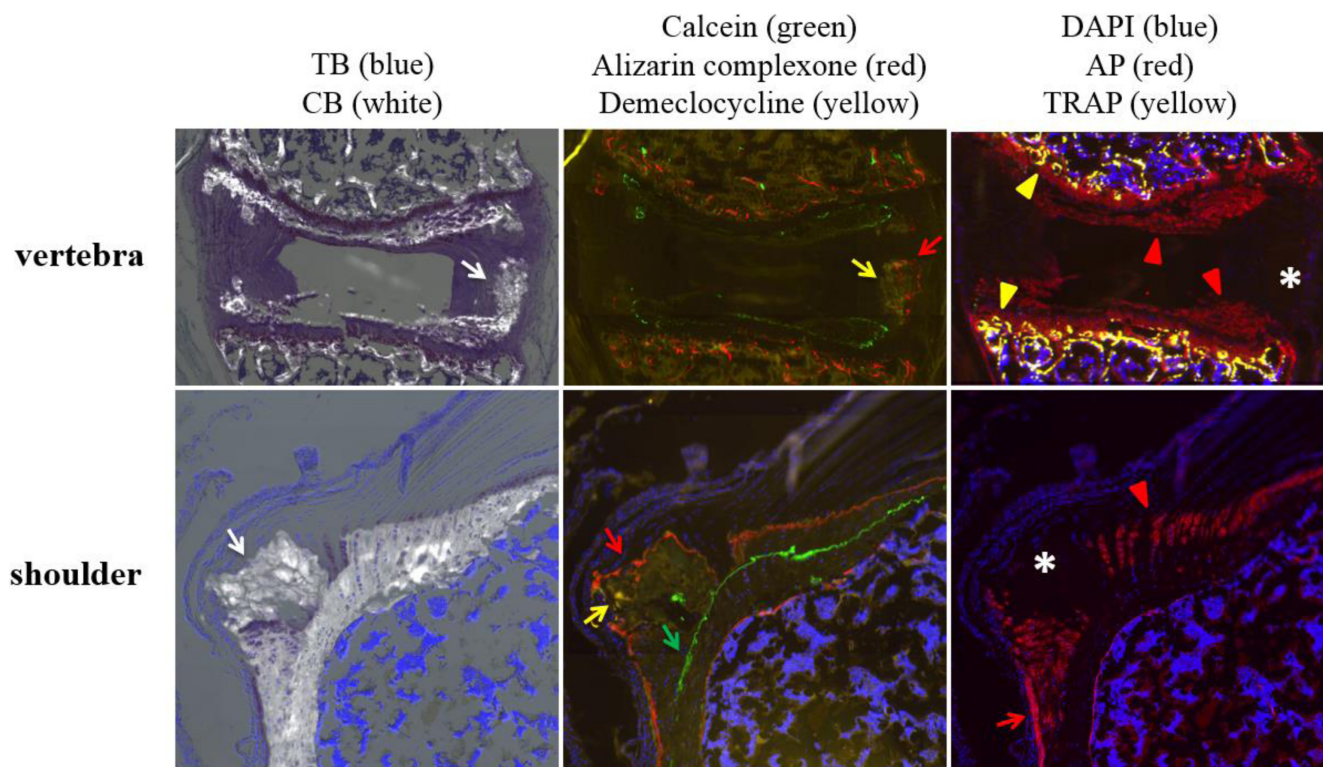 TB (blue)
CB (white)
Calcein (green)
Alizarin complexone (red)
Demeclocycline (yellow)
DAPI (blue)
AP (red)
TRAP (yellow)
vertebra
*
shoulder
*